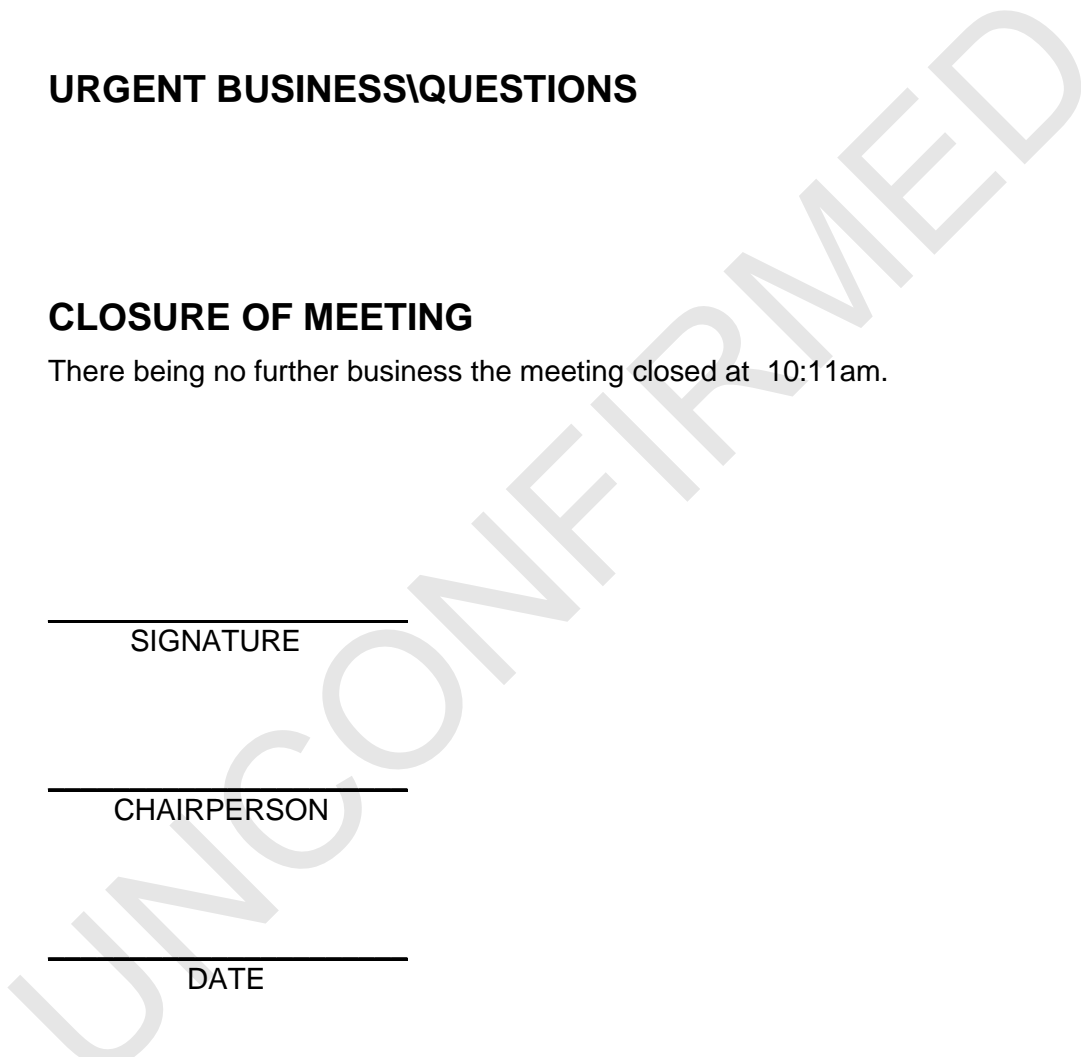 URGENT BUSINESS\QUESTIONS
CLOSURE OF MEETING
There being no further business the meeting closed at  10:11am.
SIGNATURE
CHAIRPERSON
DATE
UNCONFIRMED